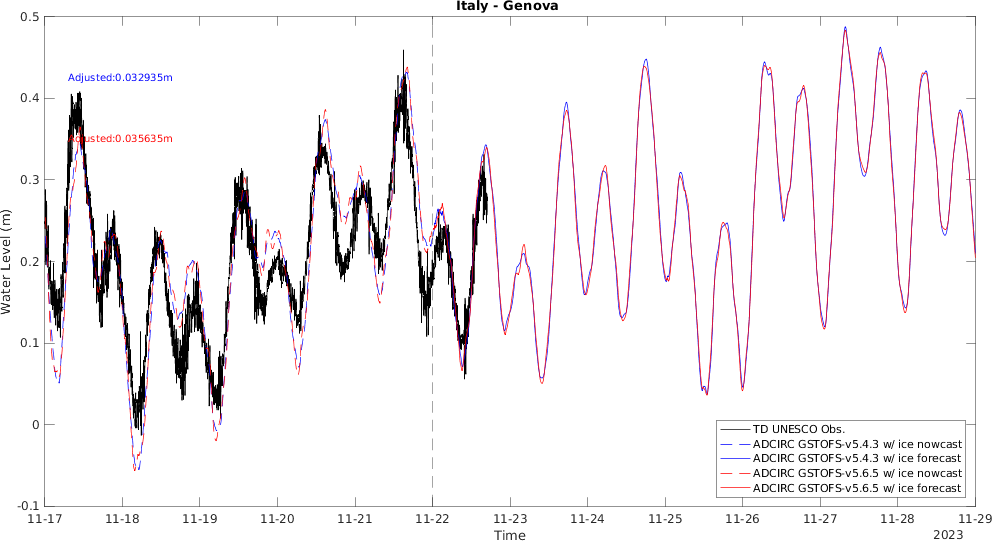 Italy - Genova
0.5
0.4
0.3
0.2
0.1
0
-0.1
Water Level (m)
Adjusted:0.032935m
Adjusted:0.035635m
TD UNESCO Obs.
ADCIRC GSTOFS-v5.4.3 w/ ice nowcast
ADCIRC GSTOFS-v5.4.3 w/ ice forecast
ADCIRC GSTOFS-v5.6.5 w/ ice nowcast
ADCIRC GSTOFS-v5.6.5 w/ ice forecast
11-17 11-18 11-19 11-20 11-21 11-22 11-23 11-24 11-25 11-26 11-27 11-28 11-29
Time
2023